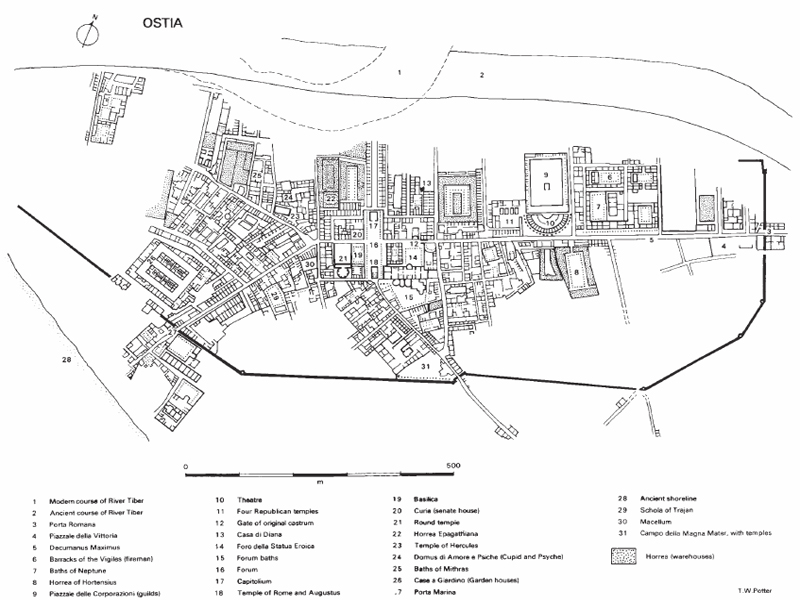 N
OSTIA
1
2
25
24
22
13
9
6
7
10
11
17
20
12
16
5
3
4
30
21
19
18
14
8
29
15
27
28
31
0
500
m
1 Modern course of River Tiber
2 Ancient course of River Tiber
3 Porta Romana
4 Piazzale della Vittoria
5 Decumanus Maximus
6 Barracks of the Vigiles (firemen)
7 Baths of Neptune
8 Horrea of Hortensius
9 Piazzale delle Corporazioni (guilds)
10 Theatre
11 Four Republican temples
12 Gate of original castrum
13 Casa di Diana
14 Foro della Statua Eroica
15 Forum baths
16 Forum
17 Capitolium
18 Temple of Rome and Augustus
19 Basilica
20 Curia (senate house)
21 Round temple
22 Horrea Epagathiana
23 Temple of Hercules
24 Domus di Amore e Psiche (Cupid and Psyche)
25 Baths of Mithras
26 Case a Giardino (Garden houses)
.7 Porta Marina
28 Ancient shoreline
29 Schola of Trajan
30 Macellum
31 Campo della Magna Mater, with temples
Horrea (warehouses)
T.W.Potter